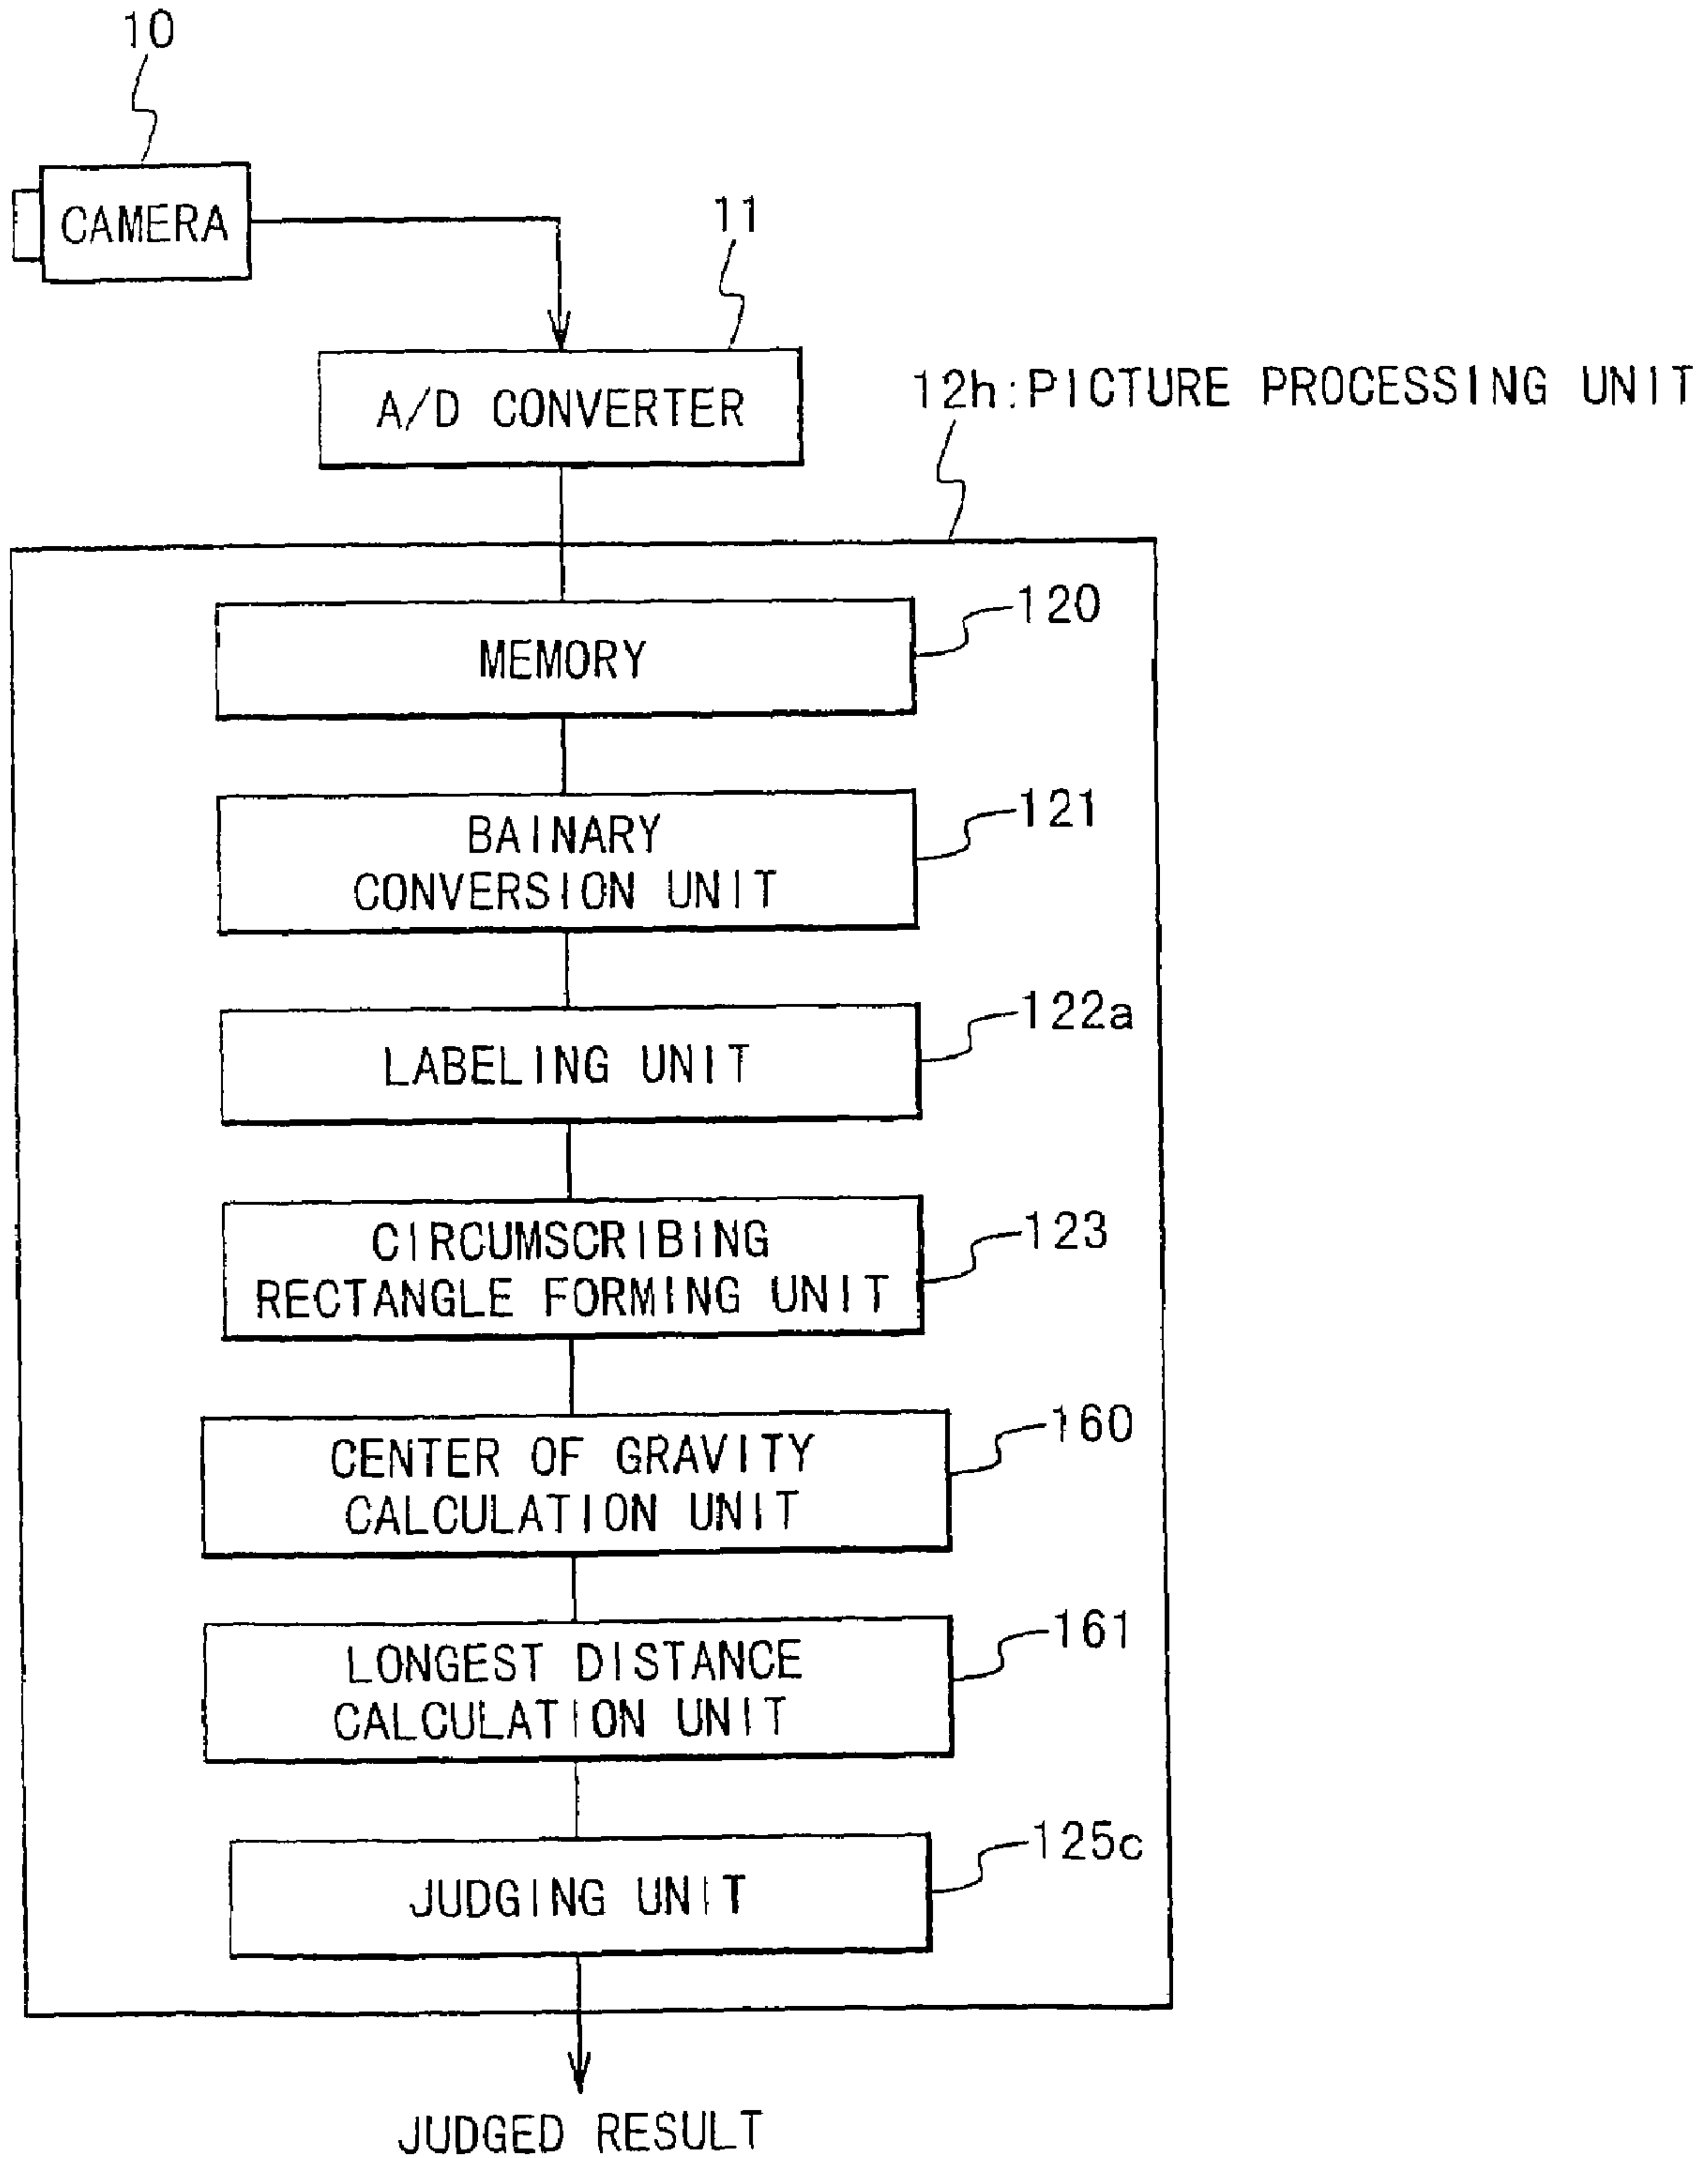 10
CAMERA
11
A/D CONVERTER
12h:PICTURE PROCESSING UNIT
MEMORY
120
BAINARY
CONVERSION UNIT
121
LABELING UNIT
122a
CIRCUMSCRIBING
RECTANGLE FORMING UNIT
123
CENTER OF GRAVITY
CALCULATION UNIT
160
LONGEST DISTANCE
CALCULATION UNIT
161
JUDGING UNIT
125c
JUDGED RESULT